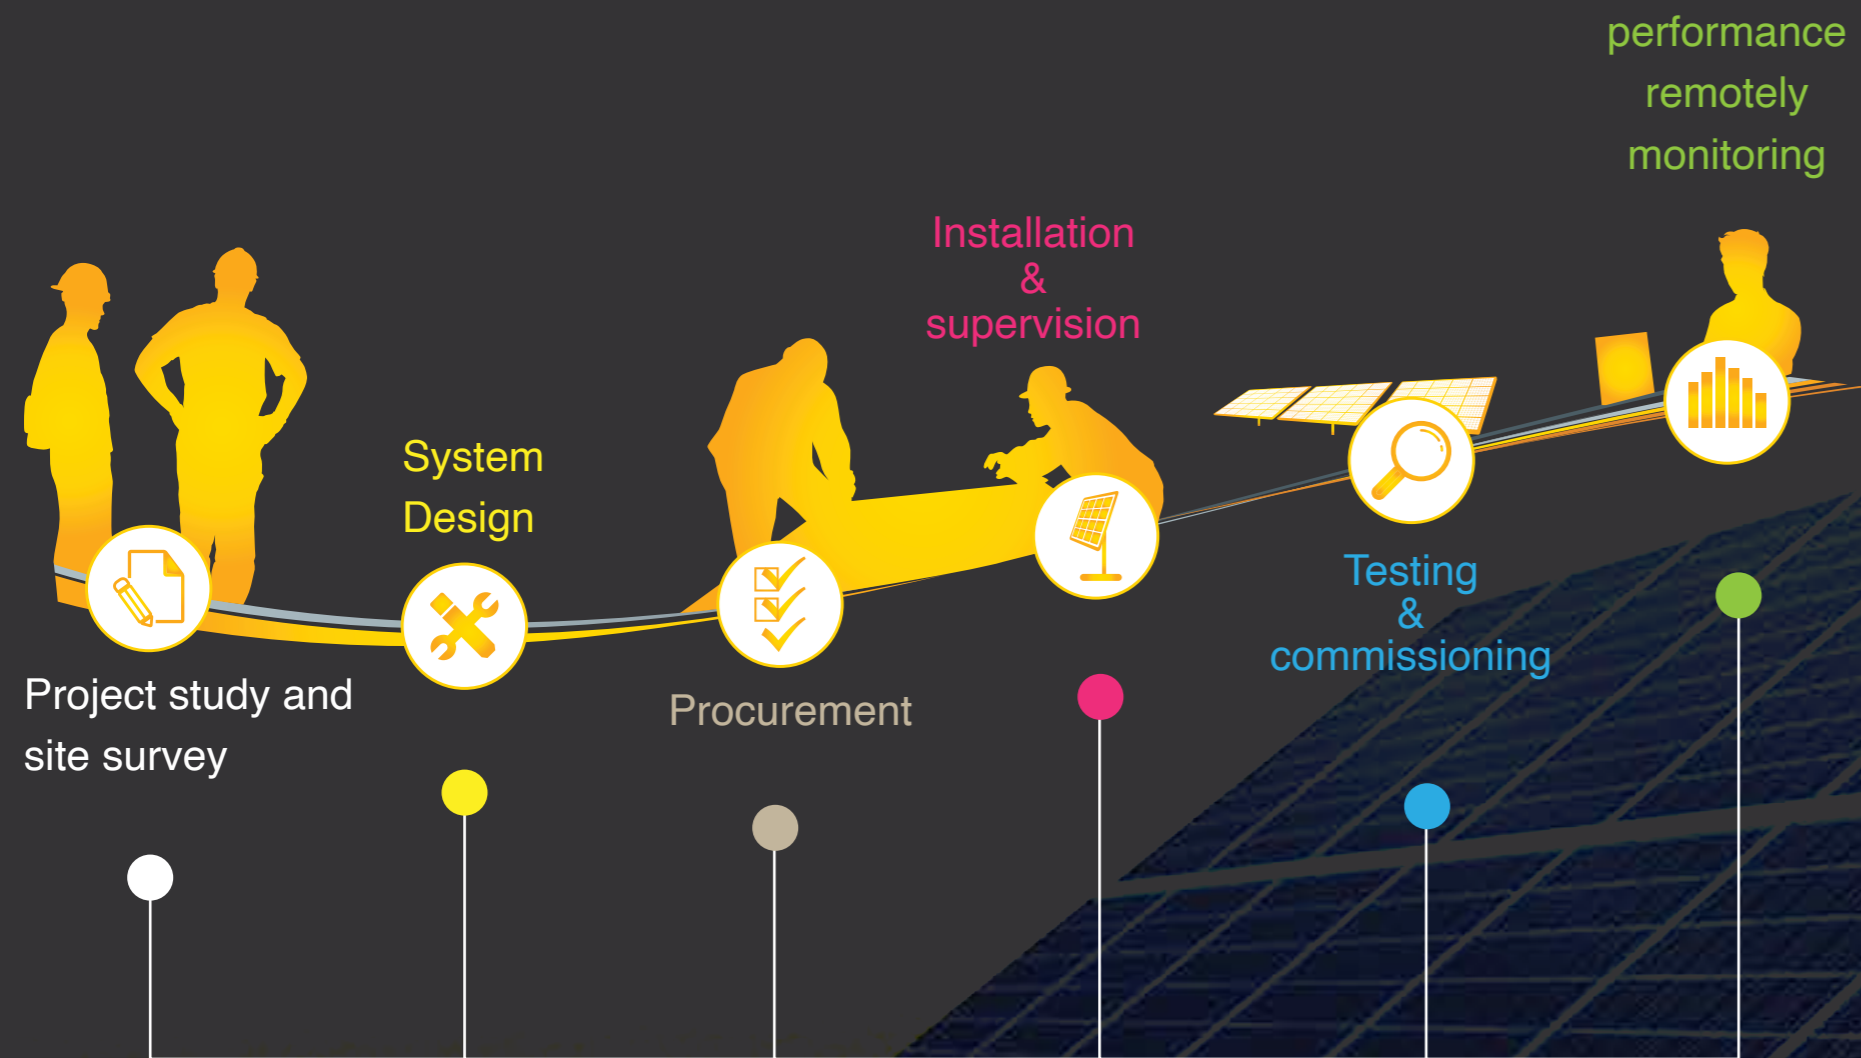 Project study and
site survey
System
Design
Procurement
Installation
&
supervision
Testing
&
commissioning
performance
remotely
monitoring